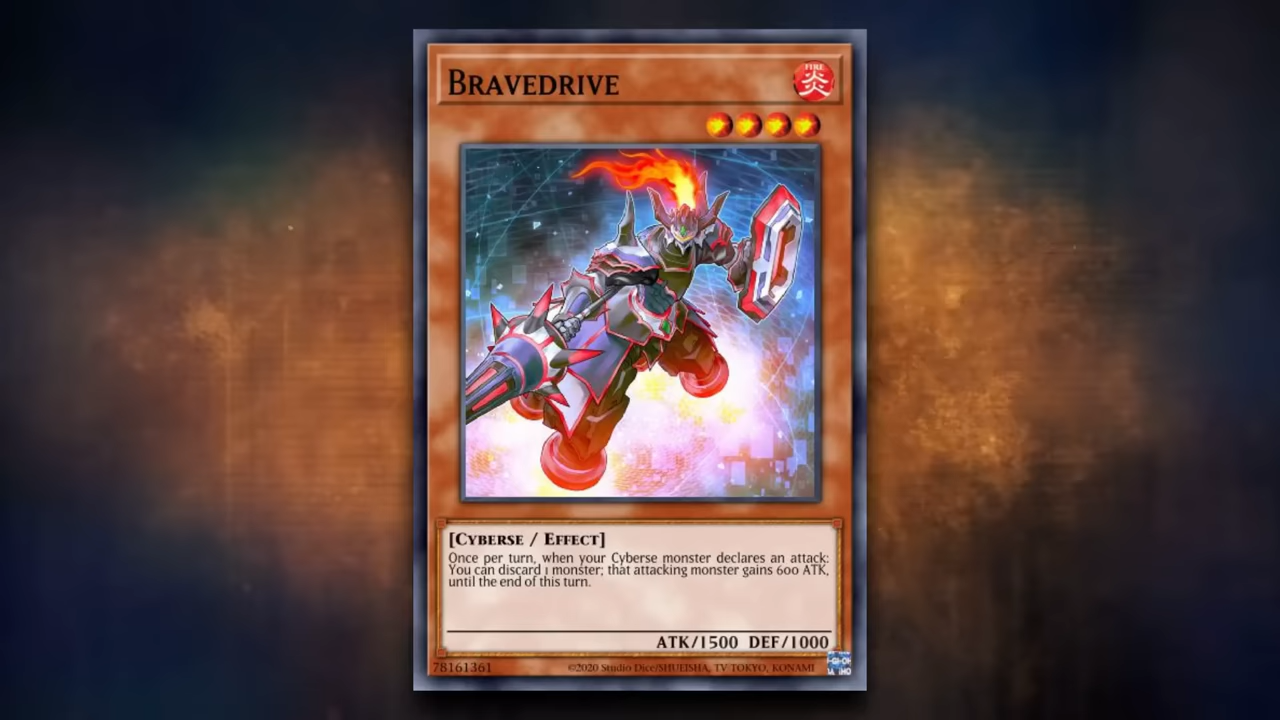 BRAVEDRIVE
FIRE
炎
[CYBERSE / EFFECT]
Once per turn, when your Cyberse monster declares an attack:
You can discard 1 monster; that attacking monster gains 600 ATK,
until the end of this turn.
ATK/1500 DEF/1000
78161361
©2020 Studio Dice/SHUEISHA, TV TOKYO, KONAMI